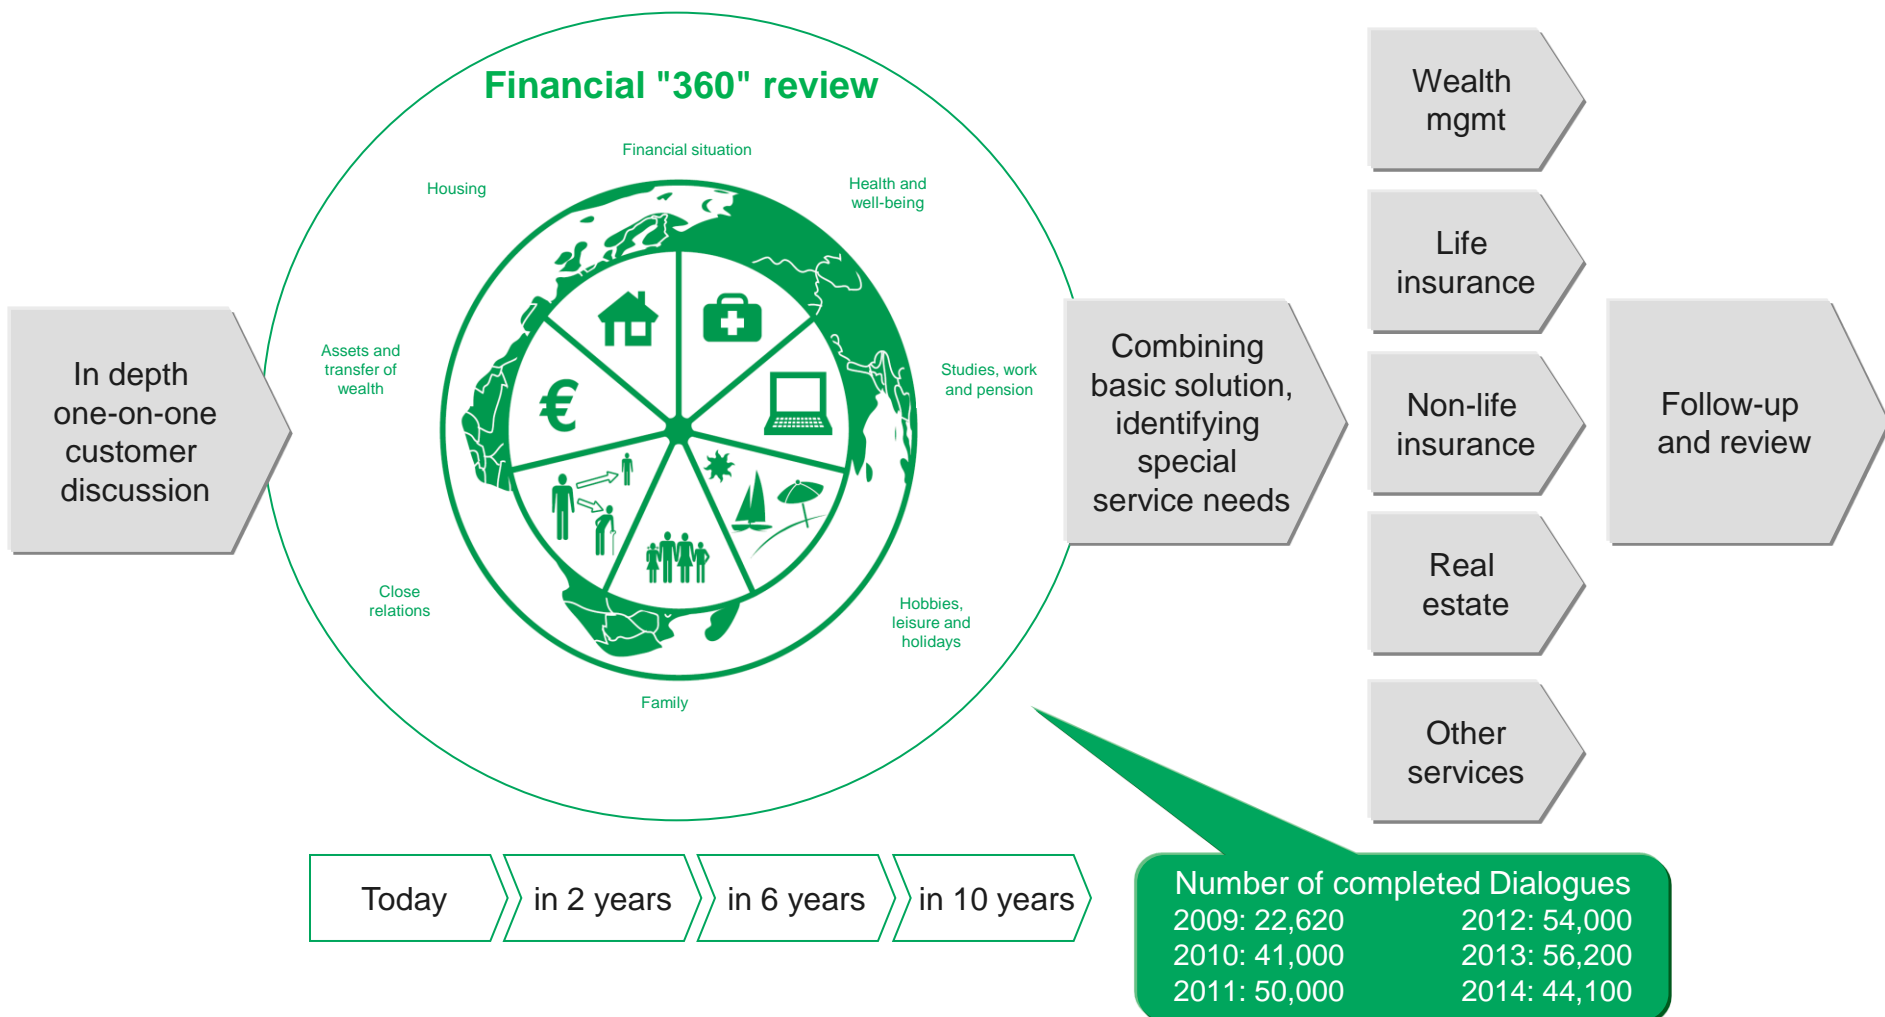 Financial "360" review
Financial situation
Housing
Health and
well-being
Assets and
transfer of
wealth
Studies, work
and pension
€
Close
relations
Hobbies,
leisure and
holidays
Family
In depth
one-on-one
customer
discussion
Combining
basic solution,
identifying
special
service needs
Wealth
mgmt
Life
insurance
Non-life
insurance
Real
estate
Other
services
Follow-up
and review
Today
in 2 years
in 6 years
in 10 years
Number of completed Dialogues
2009: 22,620 2012: 54,000
2010: 41,000 2013: 56,200
2011: 50,000 2014: 44,100